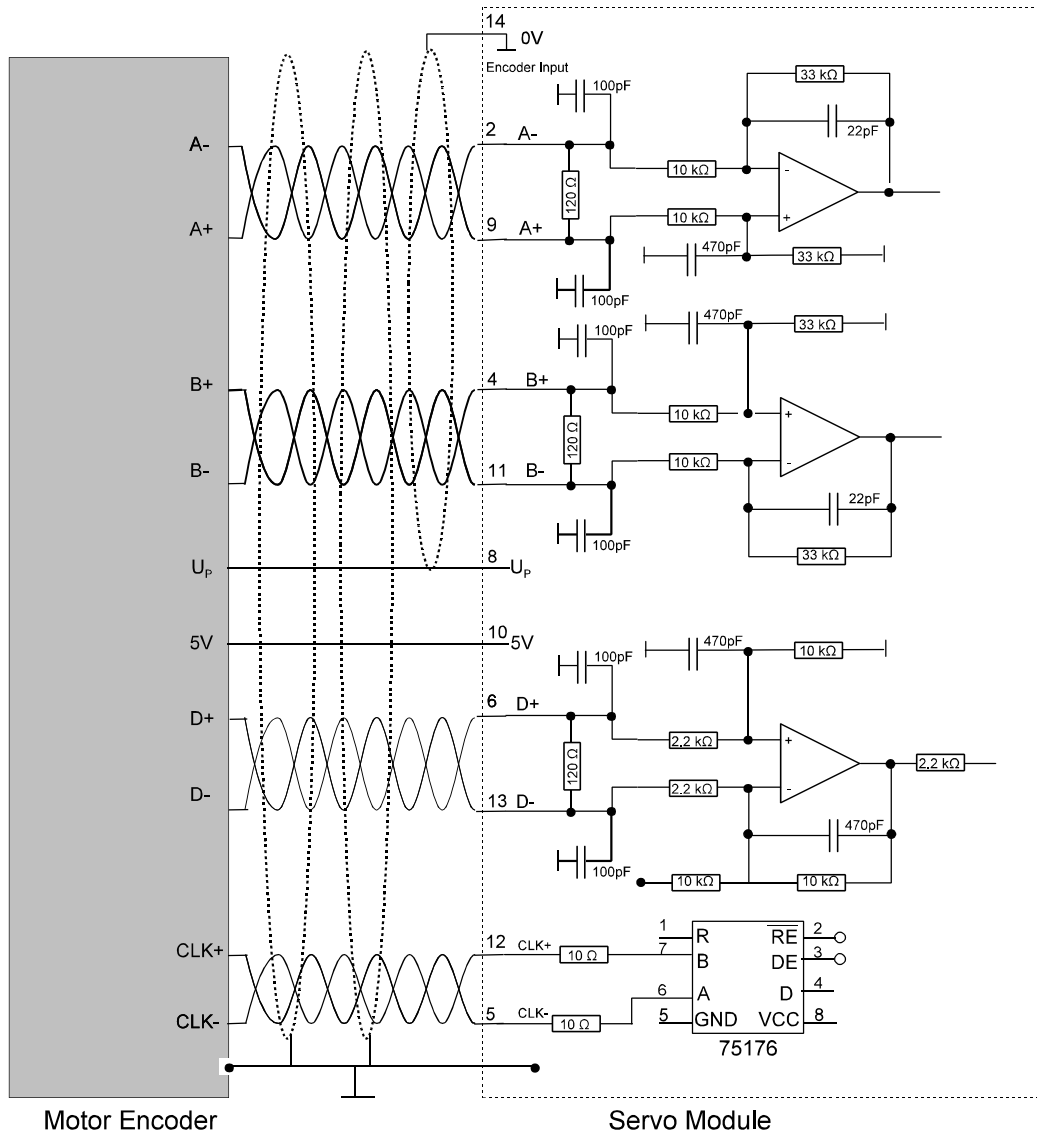 14
0V
Encoder Input
100pF
33 kΩ
22pF
A-
2
A-
10 kΩ
-
120 Ω
A+
9
A+
10 kΩ
+
470pF
33 kΩ
100pF
100pF
470pF
33 kΩ
B+
4
B+
10 kΩ
+
120 Ω
B-
11
B-
10 kΩ
-
22pF
100pF
33 kΩ
UP
8
UP
5V
10
5V
100pF
470pF
10 kΩ
D+
6
D+
2.2 kΩ
+
120 Ω
2.2 kΩ
D-
13
D-
2.2 kΩ
-
470pF
100pF
10 kΩ
10 kΩ
CLK+
12
CLK+
10 Ω
1
R
RE
2
7
B
DE
3
6
A
D
4
CLK-
5
CLK-
10 Ω
5
GND
VCC
8
75176
Motor Encoder
Servo Module